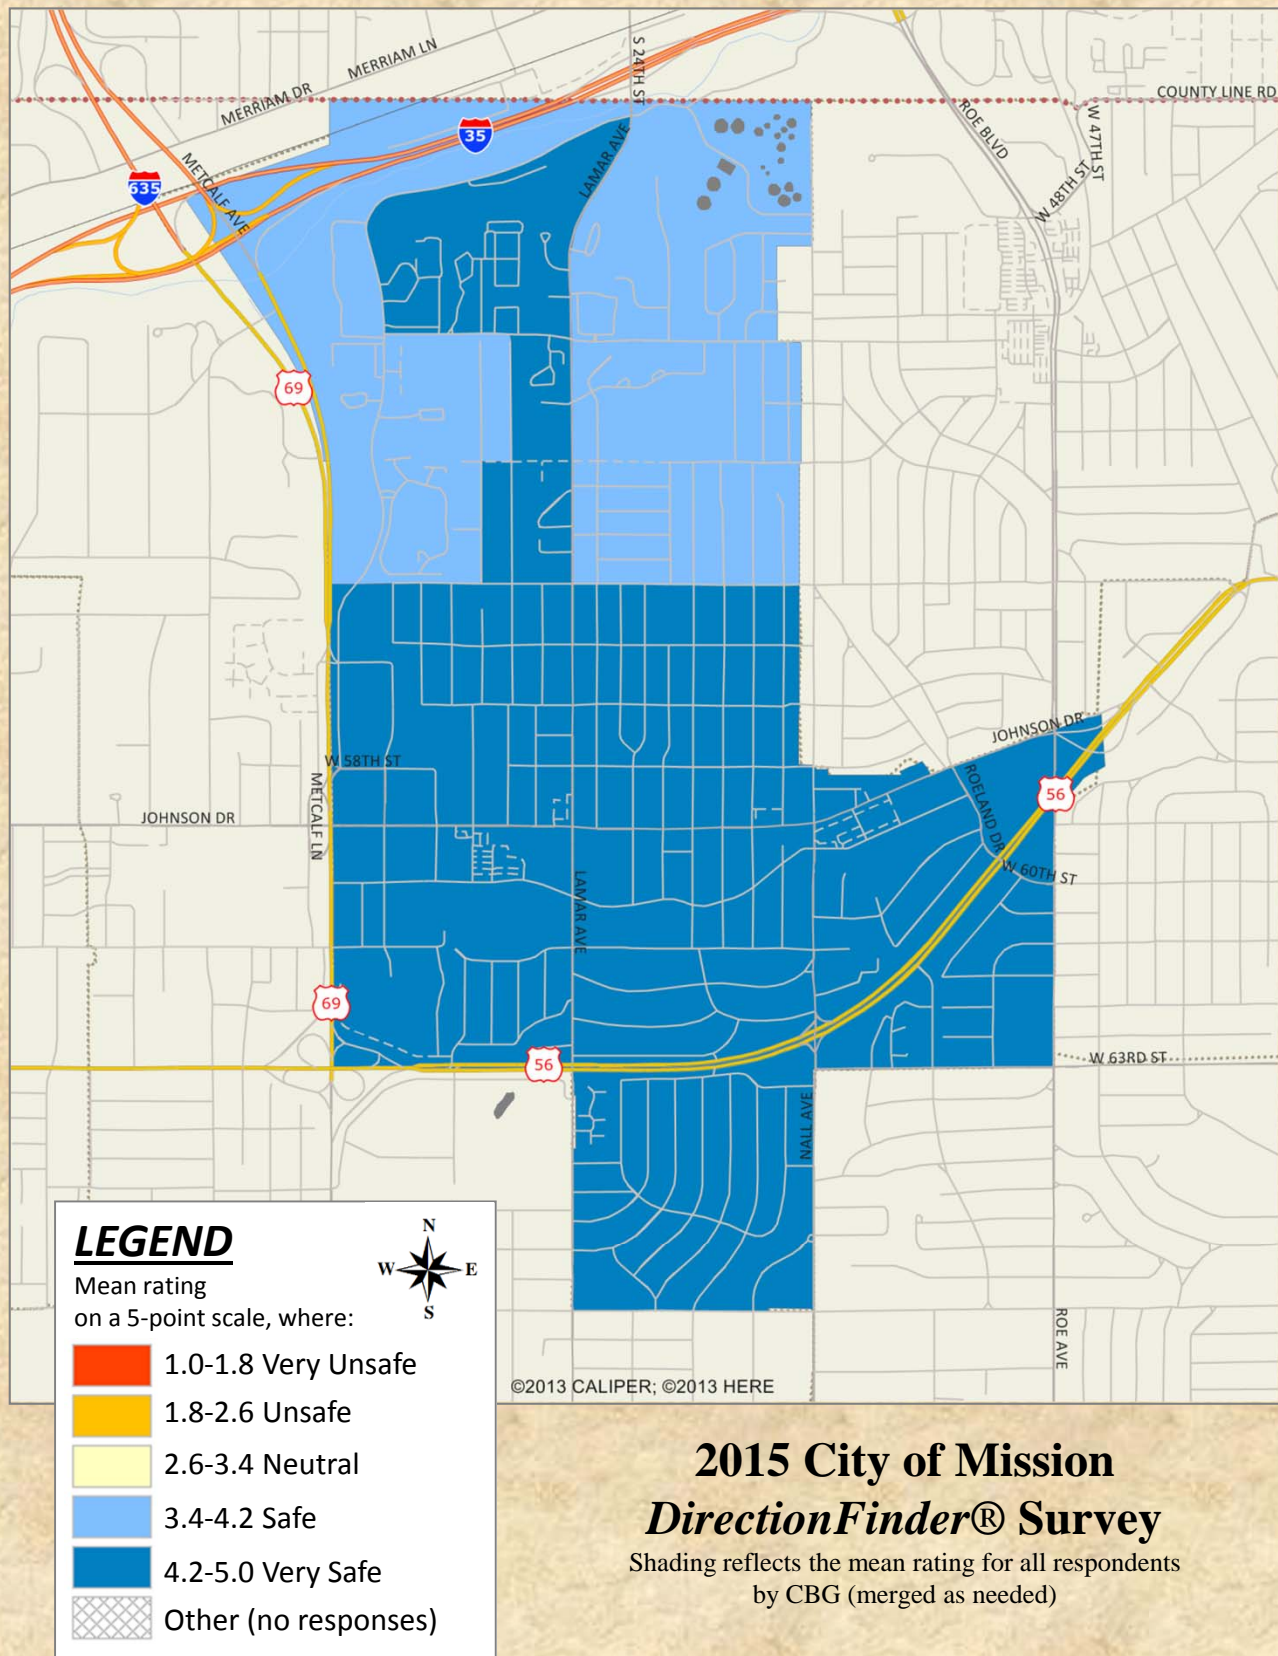 MERRIAM LN
S 24TH ST
MERRIAM DR
COUNTY LINE RD
35
ROE BLVD
W 47TH ST
LAMAR AVE
METCALF AVE
635
W 48TH ST
69
JOHNSON DR
W 58TH ST
ROELAND DR
56
METCALF LN
JOHNSON DR
W 60TH ST
LAMAR AVE
69
56
W 63RD ST
NALL AVE
ROE AVE
LEGEND
N
W E
S
Mean rating
on a 5-point scale, where:
1.0-1.8 Very Unsafe
1.8-2.6 Unsafe
2.6-3.4 Neutral
3.4-4.2 Safe
4.2-5.0 Very Safe
Other (no responses)
©2013 CALIPER; ©2013 HERE
2015 City of Mission
DirectionFinder® Survey
Shading reflects the mean rating for all respondents
by CBG (merged as needed)